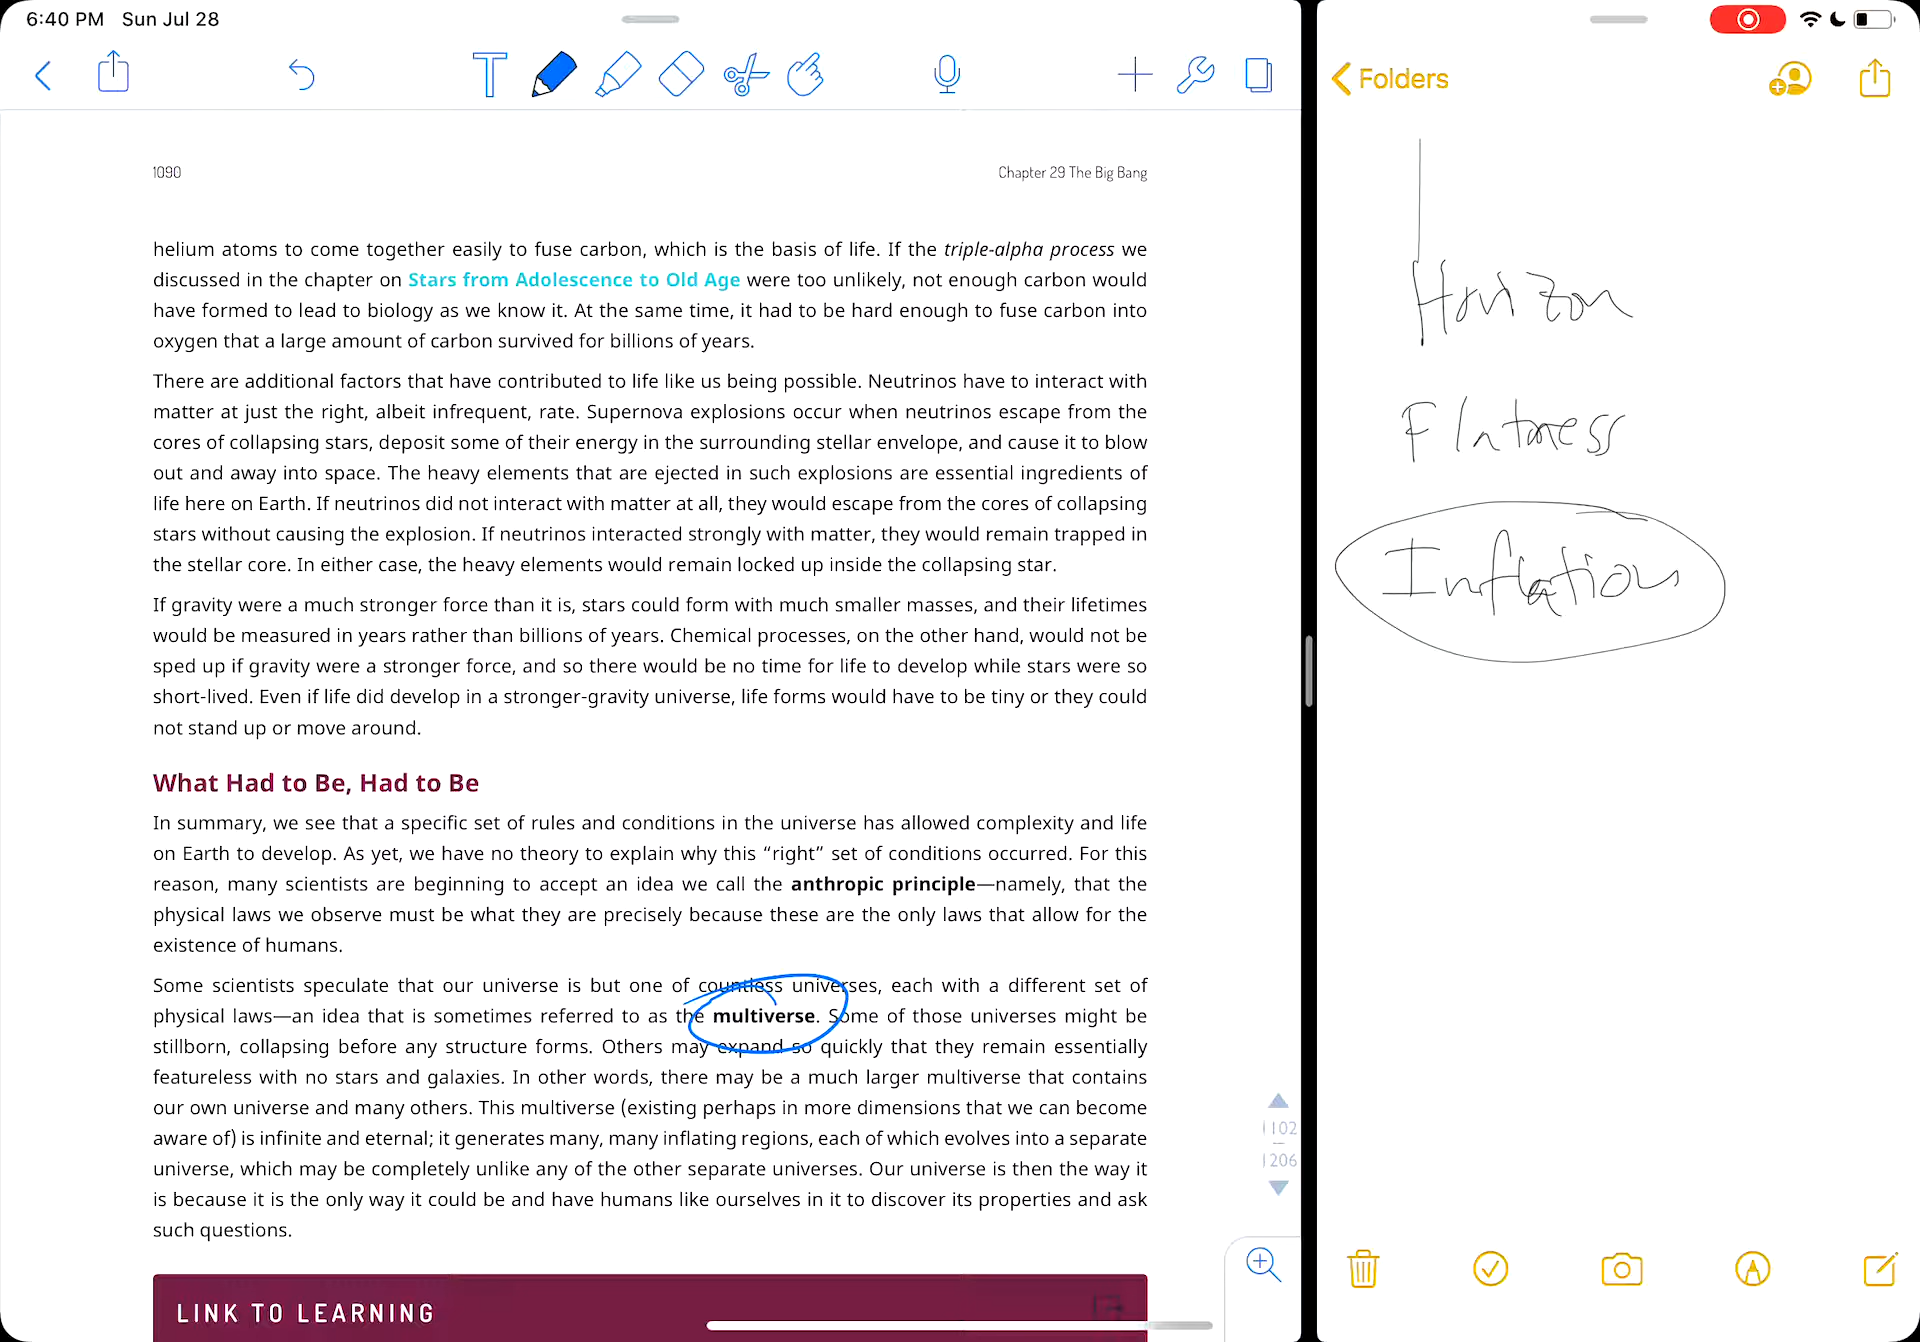 6:40 PM Sun Jul 28
T
Folders
1090
Chapter 29 The Big Bang
helium atoms to come together easily to fuse carbon, which is the basis of life. If the triple-alpha process we
discussed in the chapter on Stars from Adolescence to Old Age were too unlikely, not enough carbon would
have formed to lead to biology as we know it. At the same time, it had to be hard enough to fuse carbon into
oxygen that a large amount of carbon survived for billions of years.
There are additional factors that have contributed to life like us being possible. Neutrinos have to interact with
matter at just the right, albeit infrequent, rate. Supernova explosions occur when neutrinos escape from the
cores of collapsing stars, deposit some of their energy in the surrounding stellar envelope, and cause it to blow
out and away into space. The heavy elements that are ejected in such explosions are essential ingredients of
life here on Earth. If neutrinos did not interact with matter at all, they would escape from the cores of collapsing
stars without causing the explosion. If neutrinos interacted strongly with matter, they would remain trapped in
the stellar core. In either case, the heavy elements would remain locked up inside the collapsing star.
If gravity were a much stronger force than it is, stars could form with much smaller masses, and their lifetimes
would be measured in years rather than billions of years. Chemical processes, on the other hand, would not be
sped up if gravity were a stronger force, and so there would be no time for life to develop while stars were so
short-lived. Even if life did develop in a stronger-gravity universe, life forms would have to be tiny or they could
not stand up or move around.
What Had to Be, Had to Be
In summary, we see that a specific set of rules and conditions in the universe has allowed complexity and life
on Earth to develop. As yet, we have no theory to explain why this “right” set of conditions occurred. For this
reason, many scientists are beginning to accept an idea we call the anthropic principle—namely, that the
physical laws we observe must be what they are precisely because these are the only laws that allow for the
existence of humans.
Some scientists speculate that our universe is but one of countless universes, each with a different set of
physical laws—an idea that is sometimes referred to as the multiverse. Some of those universes might be
stillborn, collapsing before any structure forms. Others may expand so quickly that they remain essentially
featureless with no stars and galaxies. In other words, there may be a much larger multiverse that contains
our own universe and many others. This multiverse (existing perhaps in more dimensions that we can become
aware of) is infinite and eternal; it generates many, many inflating regions, each of which evolves into a separate
universe, which may be completely unlike any of the other separate universes. Our universe is then the way it
is because it is the only way it could be and have humans like ourselves in it to discover its properties and ask
such questions.
LINK TO LEARNING
1102
1206
Horizon
Flatness
Inflation